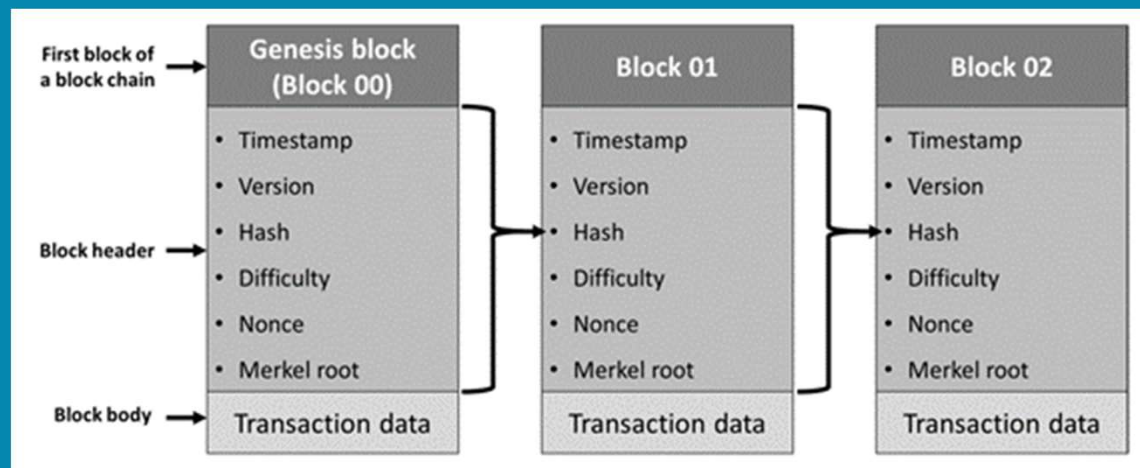 First block of
a block chain
Genesis block
(Block 00)
Block 01
Block 02
Block header
• Timestamp
• Version
• Hash
• Difficulty
• Nonce
• Merkel root
• Timestamp
• Version
• Hash
• Difficulty
• Nonce
• Merkel root
• Timestamp
• Version
• Hash
• Difficulty
• Nonce
• Merkel root
Block body
Transaction data
Transaction data
Transaction data